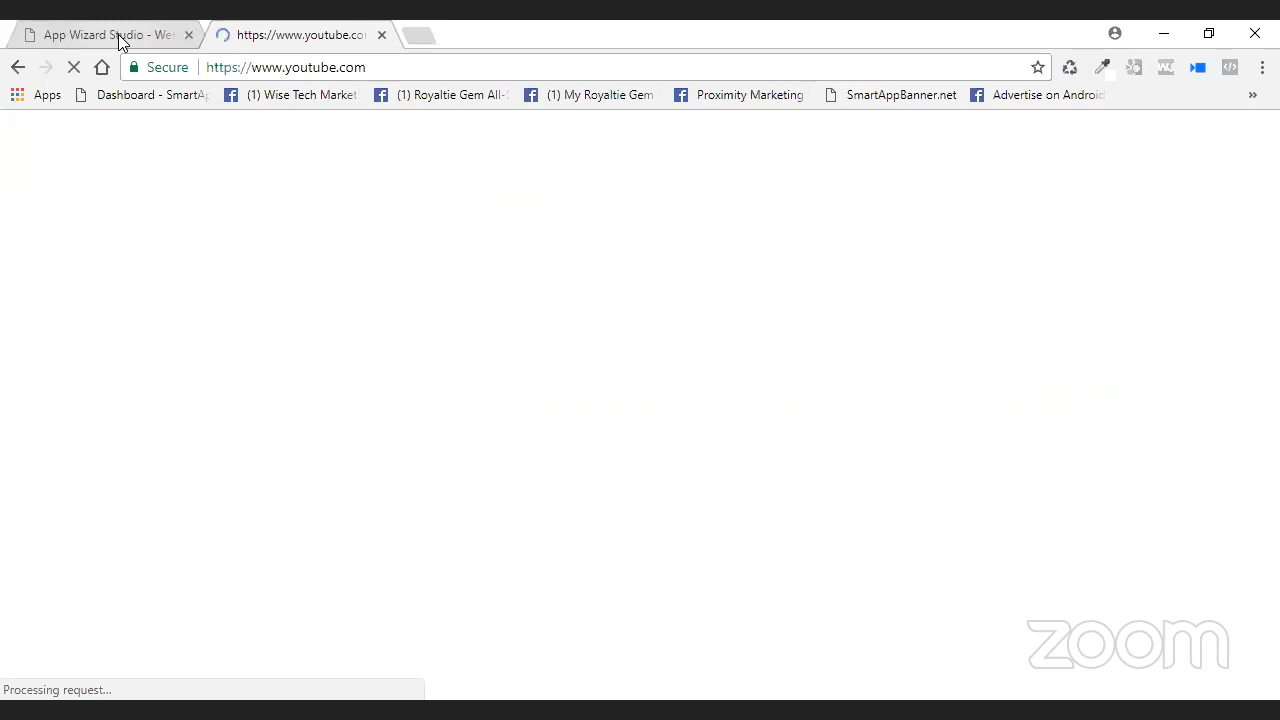 App Wizard Studio - We
https://www.youtube.co
Secure https://www.youtube.com
Apps Dashboard - SmartA (1) Wise Tech Market (1) Royaltie Gem All- (1) My Royaltie Gem Proximity Marketing SmartAppBanner.net Advertise on Android »
zoom
Processing request...